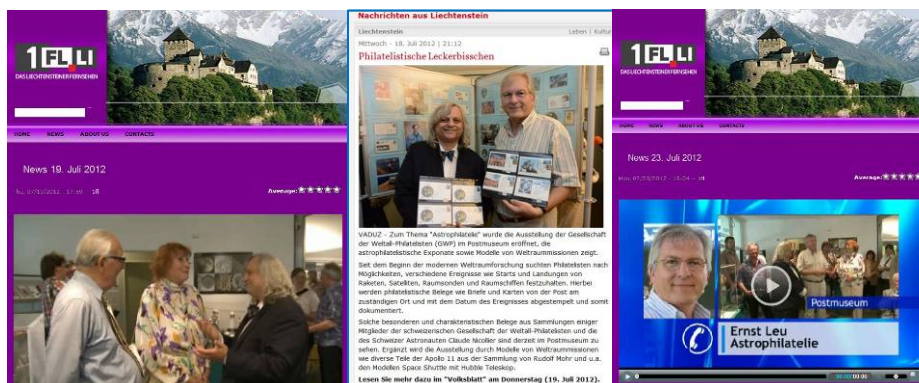 1 FL.LI
DAS LIECHTENSTEINER FERNSEHEN
HOME NEWS ABOUT US CONTACTS
News 19. Juli 2012
Average:
Nachrichten aus Liechtenstein
Liechtenstein
Leben | Kultur
Mittwoch - 18. Juli 2012 | 21:12
Philatelistische Leckerbisschen
VADUZ - Zum Thema "Astrophilatelie" wurde die Ausstellung der Gesellschaft
der Weltall-Philatelisten (GWP) im Postmuseum eröffnet, die
astrophilatelistische Exponate sowie Modelle von Weltraummissionen zeigt.
Seit dem Beginn der modernen Weltraumforschung suchten Philatelisten nach
Möglichkeiten, verschiedene Ereignisse wie Starts und Landungen von
Raketen, Satelliten, Raumsonden und Raumschiffen festzuhalten. Hierbei
werden philatelistische Belege wie Briefe und Karten von der Post am
zuständigen Ort und mit dem Datum des Ereignisses abgestempelt und somit
dokumentiert.
Solche besonderen und charakteristischen Belege aus Sammlungen einiger
Mitglieder der schweizerischen Gesellschaft der Weltall-Philatelisten und die
des Schweizer Astronauten Claude Nicollier sind derzeit im Postmuseum zu
sehen. Ergänzt wird die Ausstellung durch Modelle von Weltraummissionen
wie diverse Teile der Apollo 11 aus der Sammlung von Rudolf Mohr und u.a.
den Modellen Space Shuttle mit Hubble Teleskop.
Lesen Sie mehr dazu im "Volksblatt" am Donnerstag (19. Juli 2012).
1 FL.LI
DAS LIECHTENSTEINER FERNSEHEN
HOME NEWS ABOUT US CONTACTS
News 23. Juli 2012
Average:
Postmuseum
Ernst Leu
Astrophilatelie